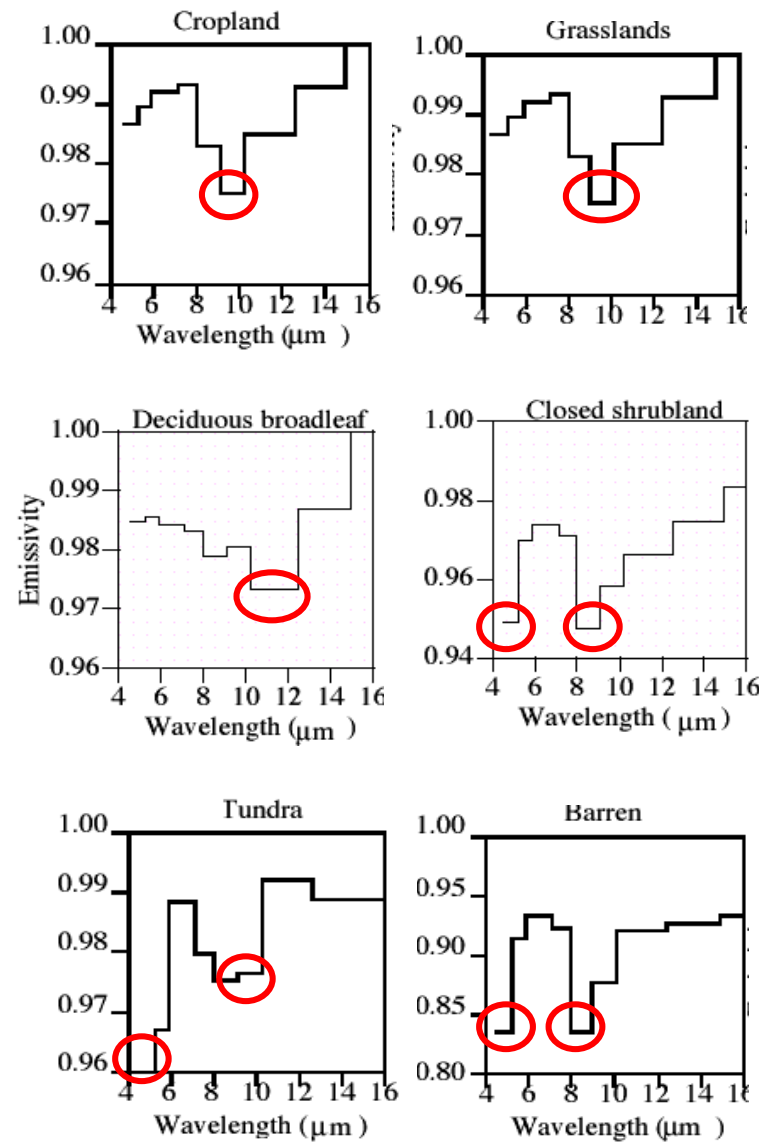 Cropland
1.00
0.99
0.98
0.97
0.96
4 6 8 10 12 14 16
Wavelength (μm )
Grasslands
1.00
0.99
0.98
0.97
0.96
4 6 8 10 12 14
Wavelength (μm )
Deciduous broadleaf
Emissivity
1.00
0.99
0.98
0.97
0.96
4 6 8 10 12 14 16
Wavelength (μm )
Closed shrubland
1.00
0.98
0.96
0.94
4 6 8 10 12 14 16
Wavelength ( μm )
Tundra
1.00
0.99
0.98
0.97
0.96
4 6 8 10 12 14 16
Wavelength (μm )
Barren
1.00
0.95
0.90
0.85
0.80
4 6 8 10 12 14 16
Wavelength (μm )